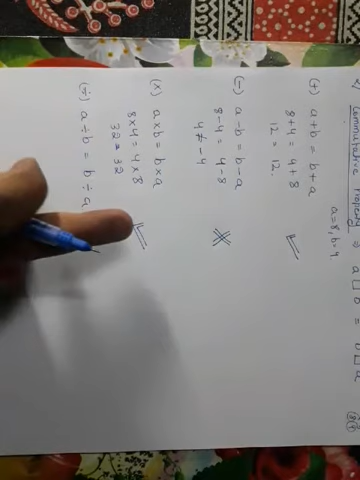 Commutative Property ⇒ a □ b = b □ a
a=8, b=4
(+) a+b = b+a
8+4 = 4+8
12 = 12.
(−) a−b = b−a
8−4 = 4−8
4 ≠ −4
(×) a×b = b×a
8×4 = 4×8
32 = 32
(÷) a÷b = b÷a